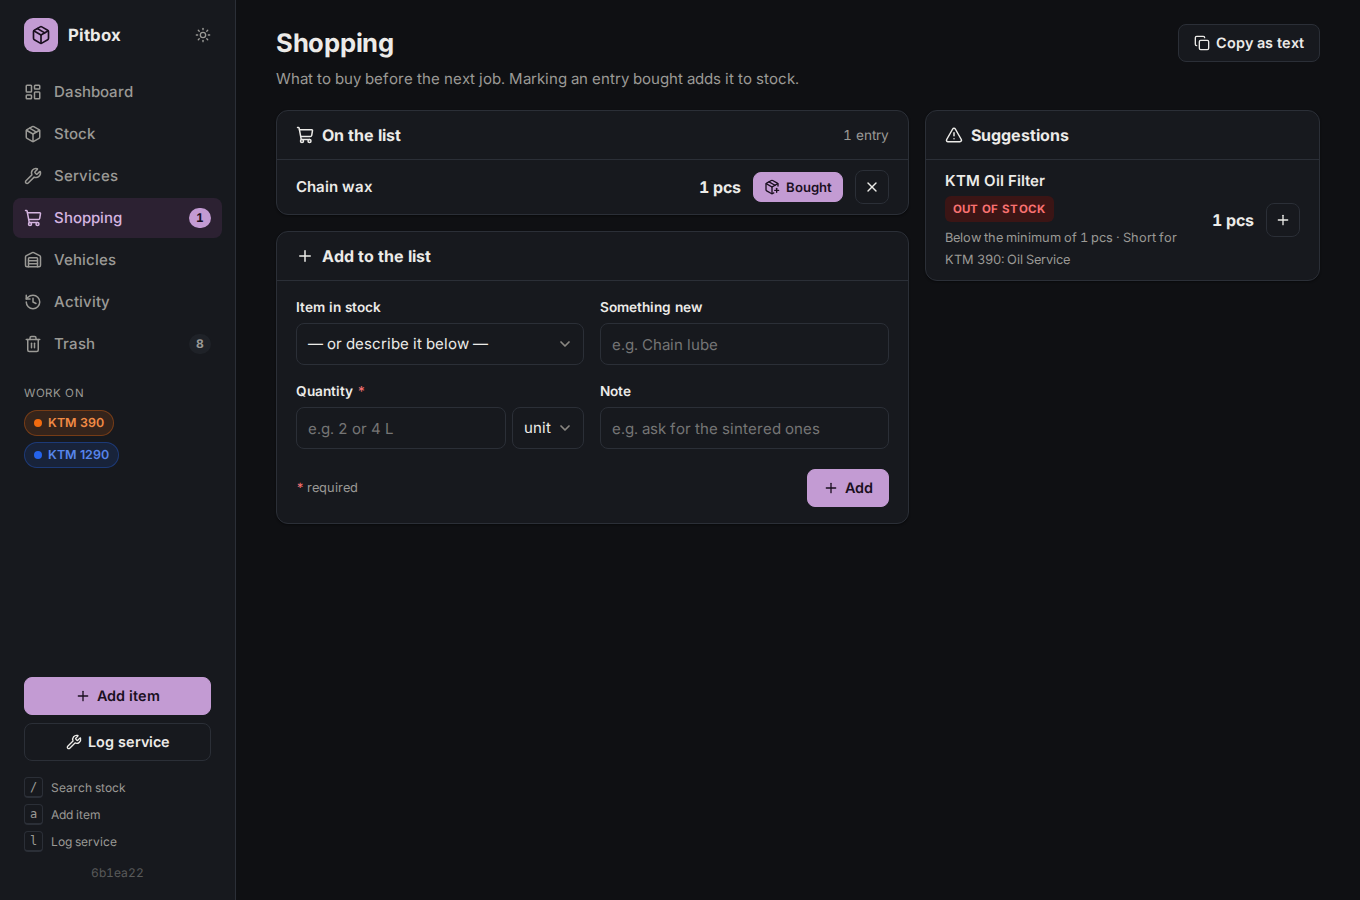 Pitbox
Dashboard
Stock
Services
Shopping 1
Vehicles
Activity
Trash 8
WORK ON
KTM 390
KTM 1290
Add item
Log service
/ Search stock
a Add item
l Log service
6b1ea22
Shopping
Copy as text
What to buy before the next job. Marking an entry bought adds it to stock.
On the list 1 entry
Chain wax 1 pcs Bought
Add to the list
Item in stock Something new
— or describe it below — e.g. Chain lube
Quantity * Note
e.g. 2 or 4 L unit e.g. ask for the sintered ones
* required Add
Suggestions
KTM Oil Filter
OUT OF STOCK
1 pcs
Below the minimum of 1 pcs · Short for
KTM 390: Oil Service